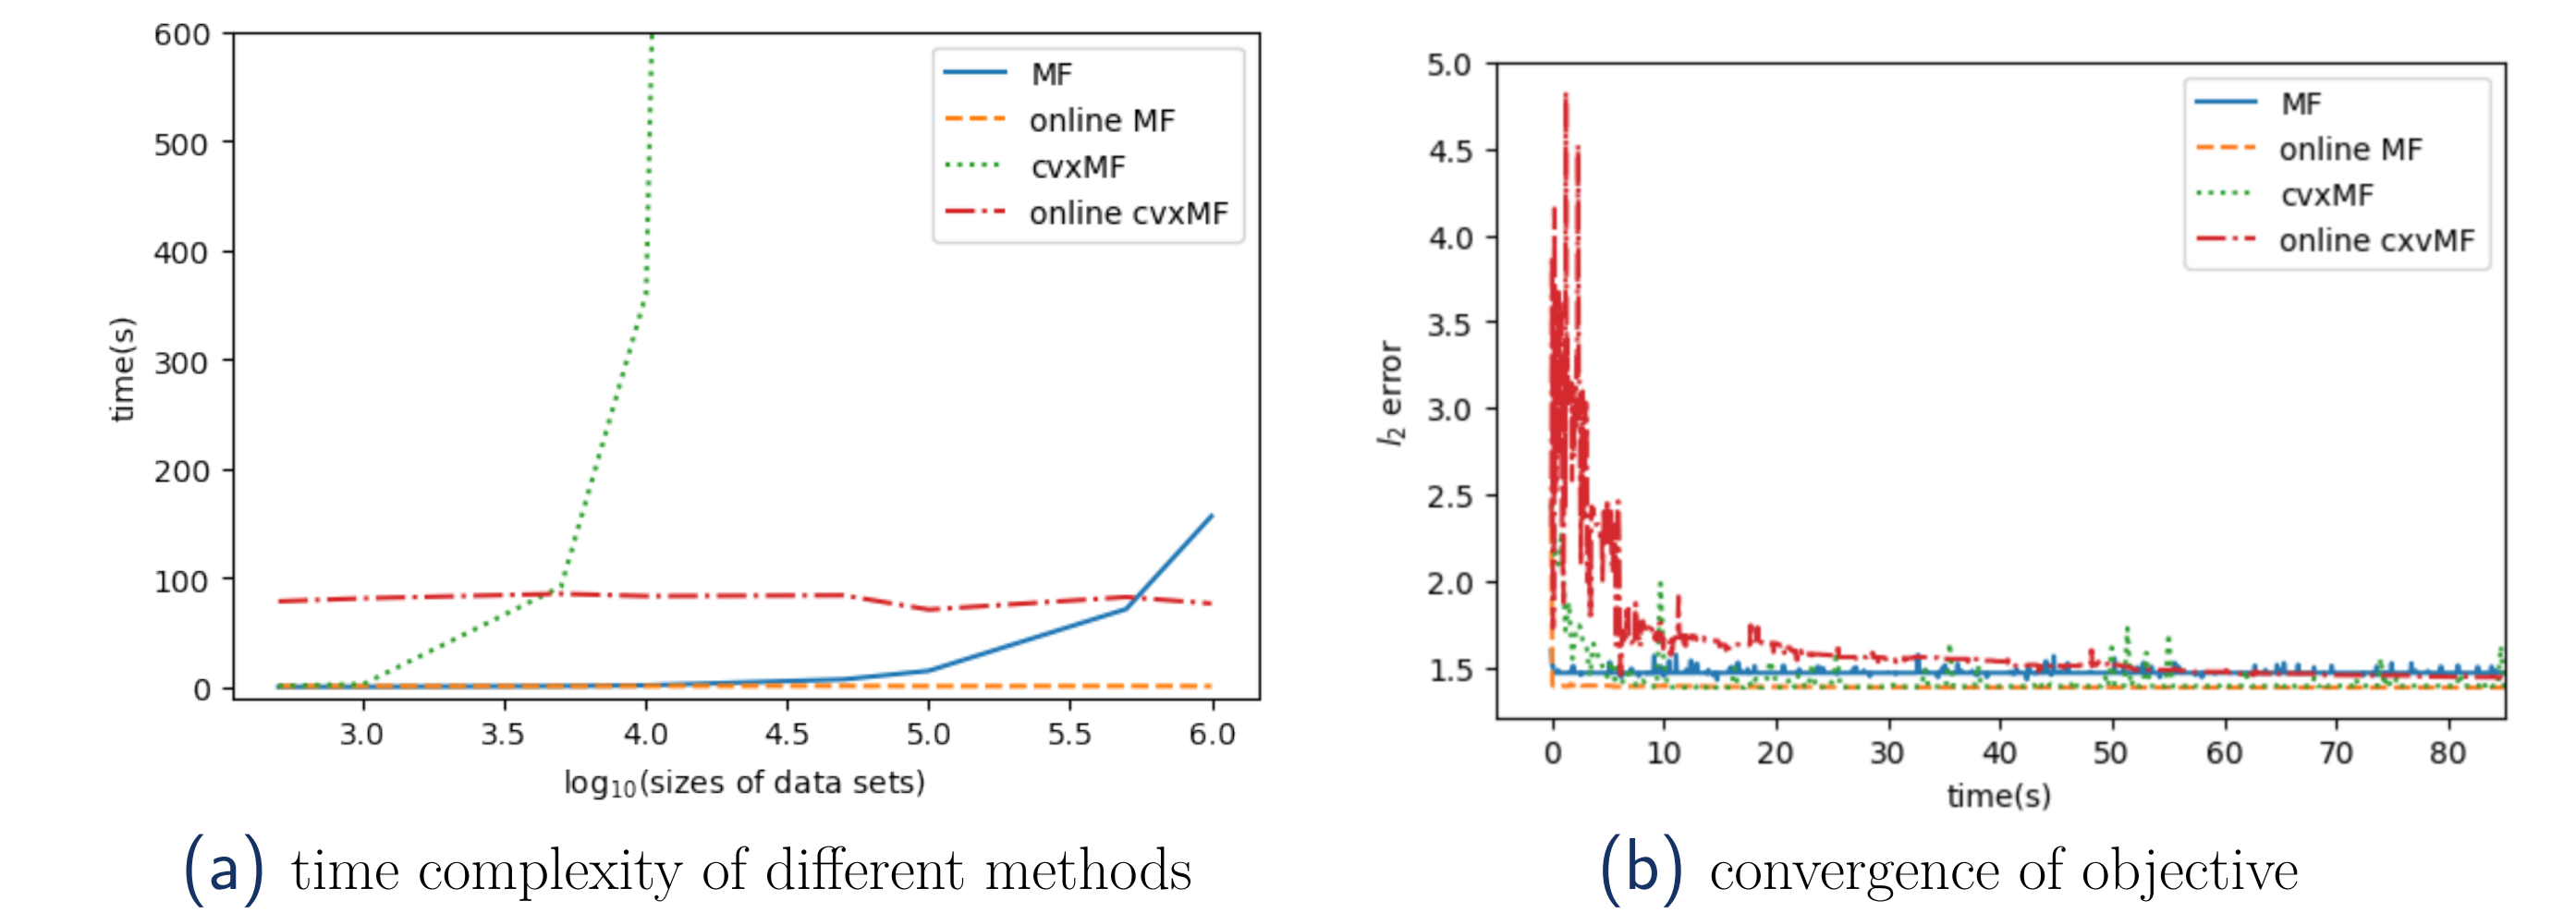 600
500
400
300
200
100
0
time(s)
3.0 3.5 4.0 4.5 5.0 5.5 6.0
log₁₀(sizes of data sets)
MF
online MF
cvxMF
online cvxMF
(a) time complexity of different methods
5.0
4.5
4.0
3.5
3.0
2.5
2.0
1.5
l₂ error
0 10 20 30 40 50 60 70 80
time(s)
MF
online MF
cvxMF
online cxvMF
(b) convergence of objective